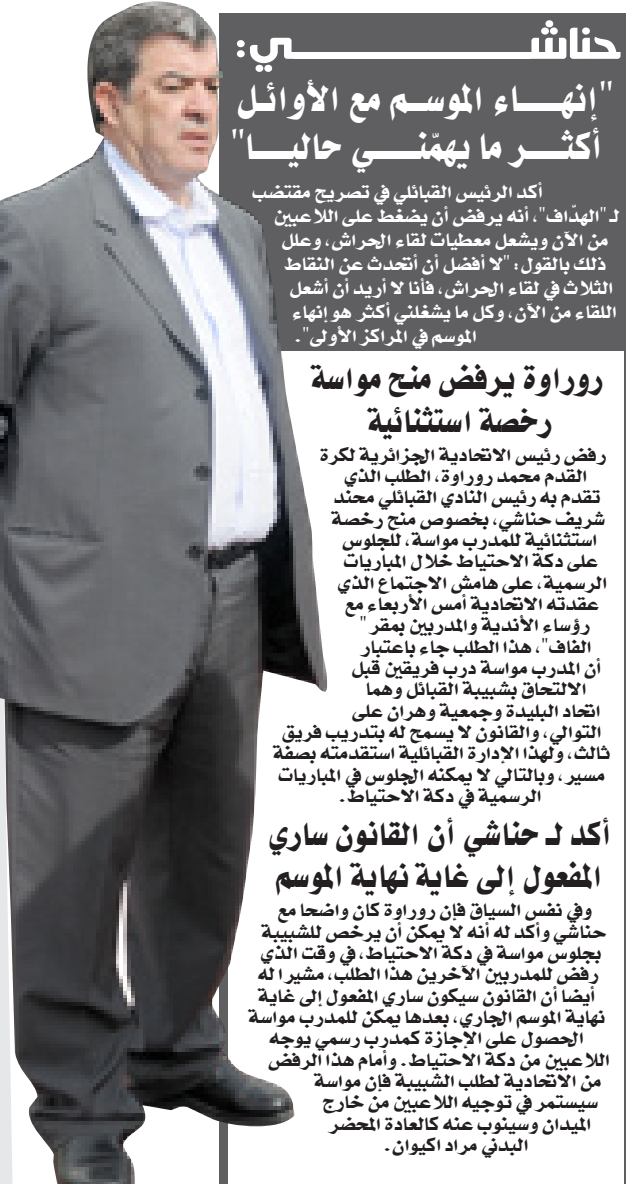 حناشي:
"إنهاء الموسم مع الأوائل
أكثر ما يهمّني حاليا"
أكد الرئيس القبائلي في تصريح مقتضب
لـ "الهدّاف"، أنه يرفض أن يضغط على اللاعبين
من الآن ويشعل معطيات لقاء الحراش، وعلل
ذلك بالقول: "لا أفضل أن أتحدث عن النقاط
الثلاث في لقاء الحراش، فأنا لا أريد أن أشعل
اللقاء من الآن، وكل ما يشغلني أكثر هو إنهاء
الموسم في المراكز الأولى".
روراوة يرفض منح مواسة
رخصة استثنائية
رفض رئيس الاتحادية الجزائرية لكرة
القدم محمد روراوة، الطلب الذي
تقدم به رئيس النادي القبائلي محند
شريف حناشي، بخصوص منح رخصة
استثنائية للمدرب مواسة، للجلوس
على دكة الاحتياط خلال المباريات
الرسمية، على هامش الاجتماع الذي
عقدته الاتحادية أمس الأربعاء مع
رؤساء الأندية والمدربين بمقر "
الفاف"، هذا الطلب جاء باعتبار
أن المدرب مواسة درب فريقين قبل
الالتحاق بشبيبة القبائل وهما
اتحاد البليدة وجمعية وهران على
التوالي، والقانون لا يسمح له بتدريب فريق
ثالث، ولهذا الإدارة القبائلية استقدمته بصفة
مسير، وبالتالي لا يمكنه الجلوس في المباريات
الرسمية في دكة الاحتياط.
أكد لـ حناشي أن القانون ساري
المفعول إلى غاية نهاية الموسم
وفي نفس السياق فإن روراوة كان واضحا مع
حناشي وأكد له أنه لا يمكن أن يرخص للشبيبة
بجلوس مواسة في دكة الاحتياط، في وقت الذي
رفض للمدربين الآخرين هذا الطلب، مشيرا له
أيضا أن القانون سيكون ساري المفعول إلى غاية
نهاية الموسم الجاري، بعدها يمكن للمدرب مواسة
الحصول على الإجازة كمدرب رسمي يوجه
اللاعبين من دكة الاحتياط. وأمام هذا الرفض
من الاتحادية لطلب الشبيبة فإن مواسة
سيستمر في توجيه اللاعبين من خارج
الميدان وسينوب عنه كالعادة المحضر
البدني مراد اكيوان.